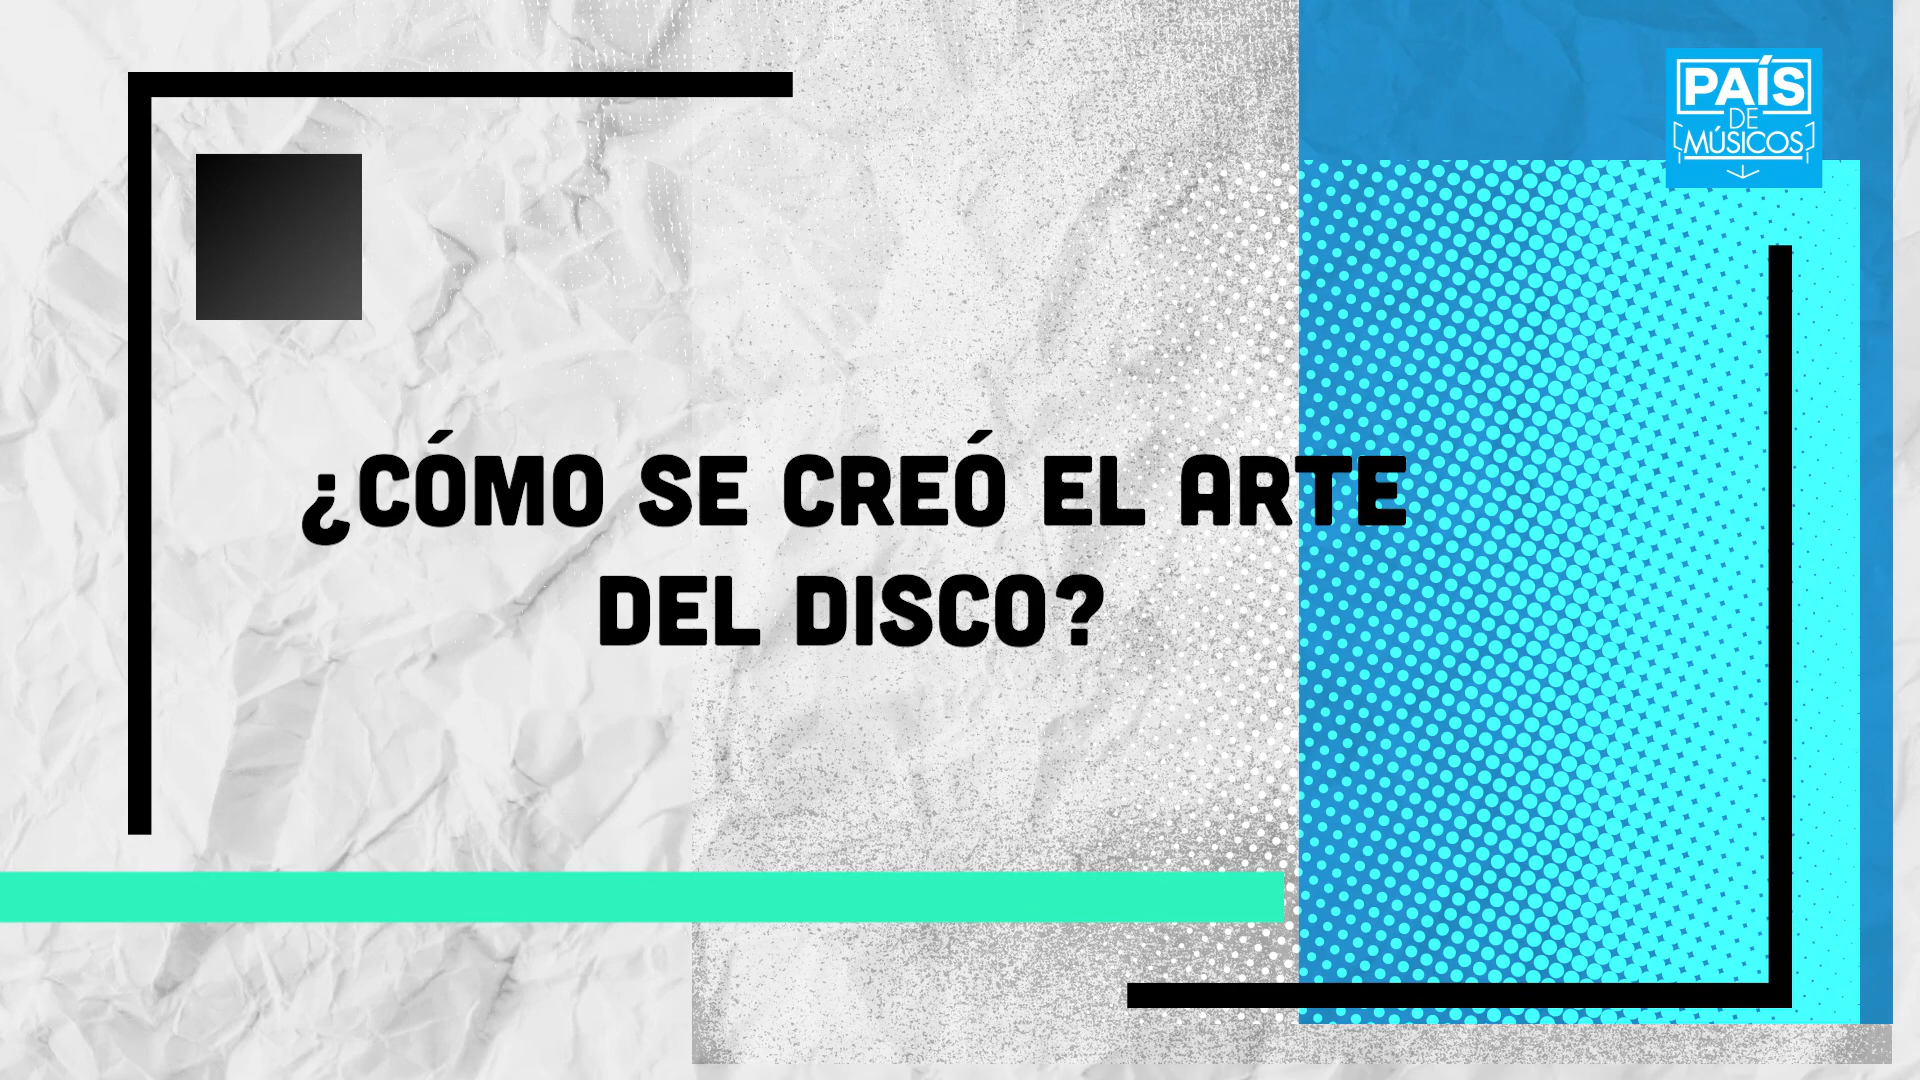 PAÍS
DE
MÚSICOS
¿CÓMO SE CREÓ EL ARTE
DEL DISCO?